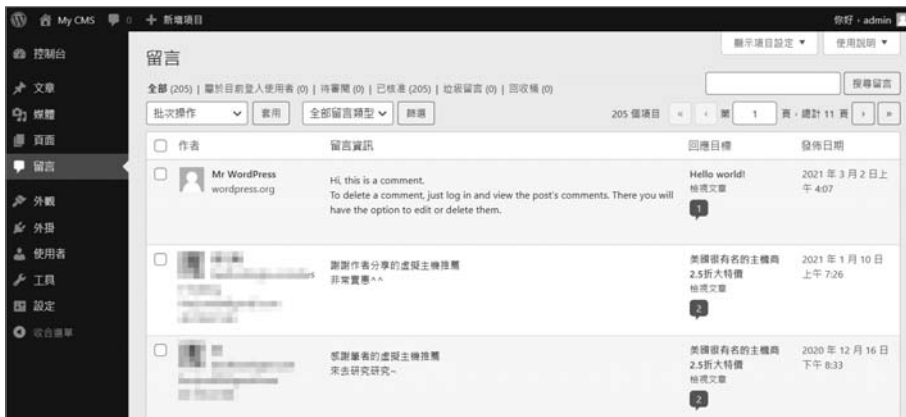 My CMS 0 新增項目 你好，admin
控制台
文章
媒體
頁面
留言
外觀
外掛
使用者
工具
設定
收合選單
顯示項目設定 使用說明
留言
全部 (205) | 屬於目前登入使用者 (0) | 待審閱 (0) | 已核准 (205) | 垃圾留言 (0) | 回收桶 (0)
搜尋留言
批次操作 套用 全部留言類型 篩選 205 個項目 « ‹ 第 1 頁，總計 11 頁 › »
作者 留言資訊 回應目標 發佈日期
Mr WordPress
wordpress.org
Hi, this is a comment.
To delete a comment, just log in and view the post's comments. There you will
have the option to edit or delete them.
Hello world!
檢視文章
1
2021 年 3 月 2 日上
午 4:07
謝謝作者分享的虛擬主機推薦
非常實惠^^
美國很有名的主機商
2.5折大特價
檢視文章
2
2021 年 1 月 10 日
上午 7:26
感謝筆者的虛擬主機推薦
來去研究研究~
美國很有名的主機商
2.5折大特價
檢視文章
2
2020 年 12 月 16 日
下午 8:33